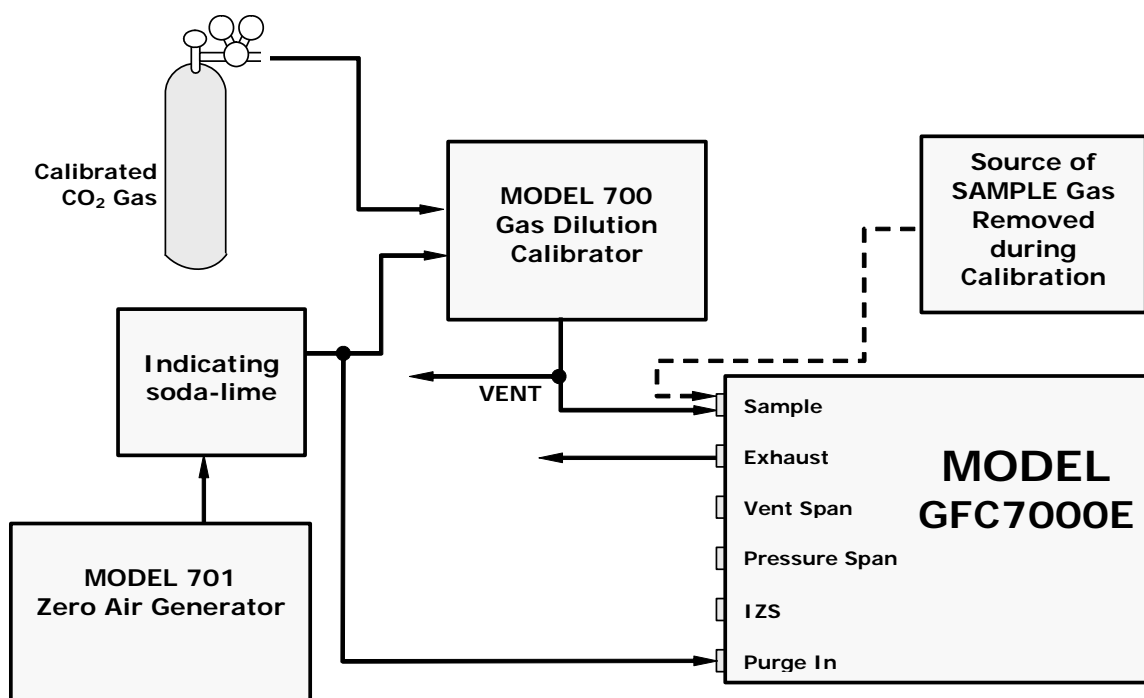 Calibrated
CO₂ Gas
MODEL 700
Gas Dilution
Calibrator
Source of
SAMPLE Gas
Removed
during
Calibration
Indicating
soda-lime
VENT
MODEL 701
Zero Air Generator
Sample
Exhaust
Vent Span
Pressure Span
IZS
Purge In
MODEL
GFC7000E